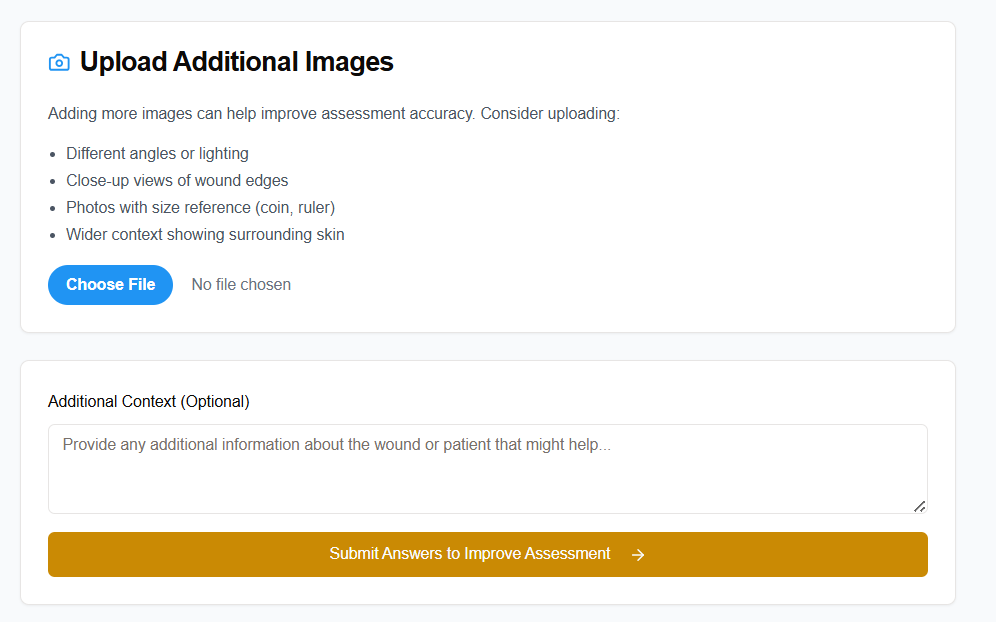 Upload Additional Images
Adding more images can help improve assessment accuracy. Consider uploading:
Different angles or lighting
Close-up views of wound edges
Photos with size reference (coin, ruler)
Wider context showing surrounding skin
Choose File No file chosen
Additional Context (Optional)
Provide any additional information about the wound or patient that might help...
Submit Answers to Improve Assessment →